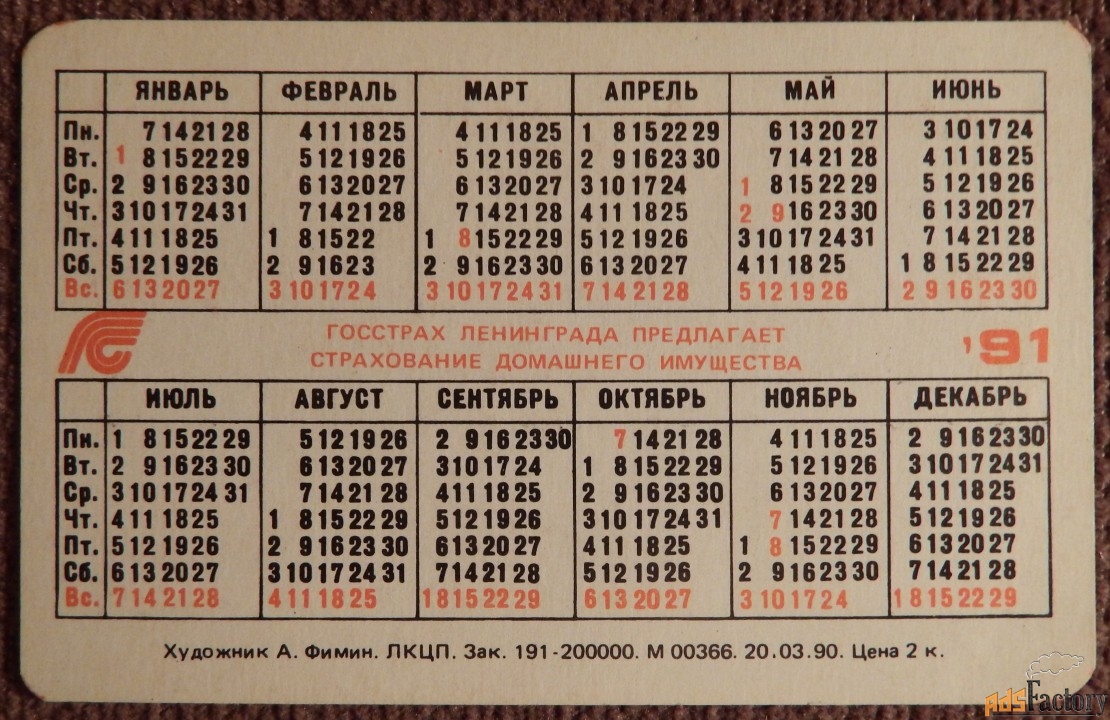 ЯНВАРЬ ФЕВРАЛЬ МАРТ АПРЕЛЬ МАЙ ИЮНЬ
Пн. 7 14 21 28 4 11 18 25 4 11 18 25 1 8 15 22 29 6 13 20 27 3 10 17 24
Вт. 1 8 15 22 29 5 12 19 26 5 12 19 26 2 9 16 23 30 7 14 21 28 4 11 18 25
Ср. 2 9 16 23 30 6 13 20 27 6 13 20 27 3 10 17 24 1 8 15 22 29 5 12 19 26
Чт. 3 10 17 24 31 7 14 21 28 7 14 21 28 4 11 18 25 2 9 16 23 30 6 13 20 27
Пт. 4 11 18 25 1 8 15 22 1 8 15 22 29 5 12 19 26 3 10 17 24 31 7 14 21 28
Сб. 5 12 19 26 2 9 16 23 2 9 16 23 30 6 13 20 27 4 11 18 25 1 8 15 22 29
Вс. 6 13 20 27 3 10 17 24 3 10 17 24 31 7 14 21 28 5 12 19 26 2 9 16 23 30
ГОССТРАХ ЛЕНИНГРАДА ПРЕДЛАГАЕТ
СТРАХОВАНИЕ ДОМАШНЕГО ИМУЩЕСТВА
'91
ИЮЛЬ АВГУСТ СЕНТЯБРЬ ОКТЯБРЬ НОЯБРЬ ДЕКАБРЬ
Пн. 1 8 15 22 29 5 12 19 26 2 9 16 23 30 7 14 21 28 4 11 18 25 2 9 16 23 30
Вт. 2 9 16 23 30 6 13 20 27 3 10 17 24 1 8 15 22 29 5 12 19 26 3 10 17 24 31
Ср. 3 10 17 24 31 7 14 21 28 4 11 18 25 2 9 16 23 30 6 13 20 27 4 11 18 25
Чт. 4 11 18 25 1 8 15 22 29 5 12 19 26 3 10 17 24 31 7 14 21 28 5 12 19 26
Пт. 5 12 19 26 2 9 16 23 30 6 13 20 27 4 11 18 25 1 8 15 22 29 6 13 20 27
Сб. 6 13 20 27 3 10 17 24 31 7 14 21 28 5 12 19 26 2 9 16 23 30 7 14 21 28
Вс. 7 14 21 28 4 11 18 25 1 8 15 22 29 6 13 20 27 3 10 17 24 1 8 15 22 29
Художник А. Фимин. ЛКЦП. Зак. 191-200000. М 00366. 20.03.90. Цена 2 к.
AdsFactory